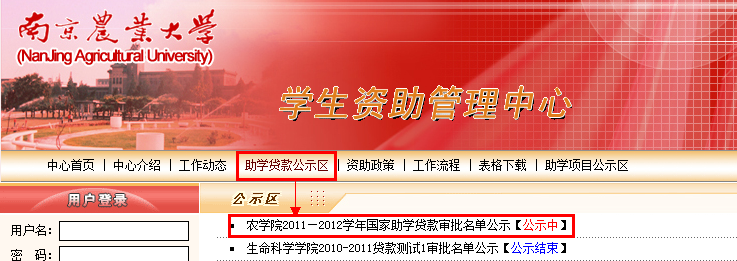 南京農業大學
(NanJing Agricultural University)
学生资助管理中心
中心首页 | 中心介绍 | 工作动态 | 助学贷款公示区 | 资助政策 | 工作流程 | 表格下载 | 助学项目公示区
用户登录
公示区
用户名：
农学院2011－2012学年国家助学贷款审批名单公示【公示中】
密 码：
生命科学学院2010-2011贷款测试1审批名单公示【公示结束】